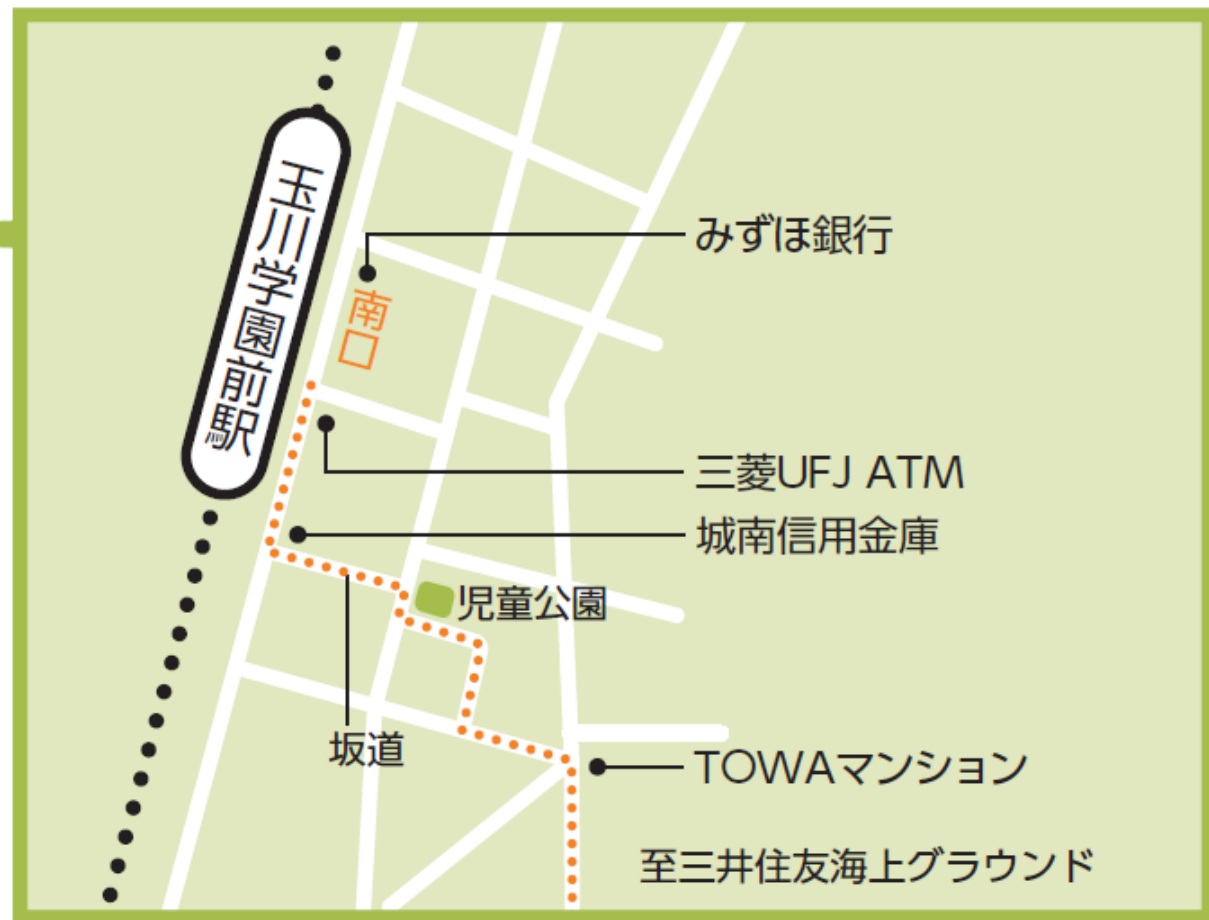 玉川学園前駅
みずほ銀行
南口
三菱UFJ ATM
城南信用金庫
児童公園
坂道
TOWAマンション
至三井住友海上グラウンド